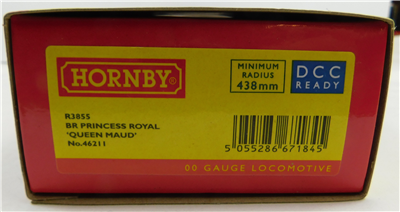 HORNBY®
MINIMUM
RADIUS
438mm
DCC
READY
R3855
BR PRINCESS ROYAL
'QUEEN MAUD'
No.46211
5 055286 671845
00 GAUGE LOCOMOTIVE